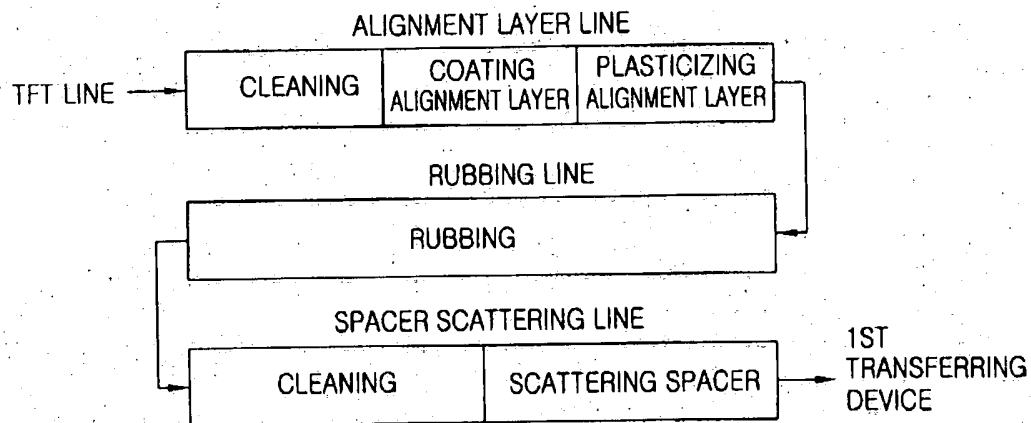 ALIGNMENT LAYER LINE
TFT LINE
CLEANING
COATING
ALIGNMENT LAYER
PLASTICIZING
ALIGNMENT LAYER
RUBBING LINE
RUBBING
SPACER SCATTERING LINE
CLEANING
SCATTERING SPACER
1ST
TRANSFERRING
DEVICE